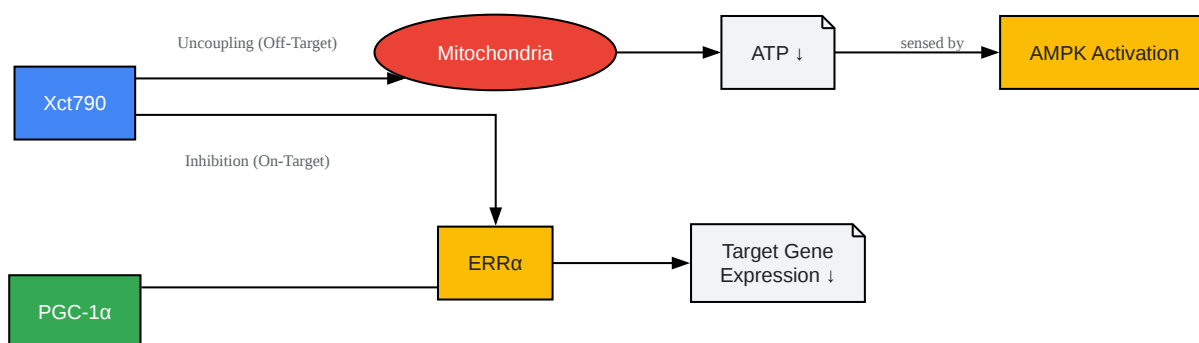 Uncoupling (Off-Target)
Mitochondria
ATP ↓
sensed by
AMPK Activation
Xct790
Inhibition (On-Target)
ERRα
Target Gene
Expression ↓
PGC-1α